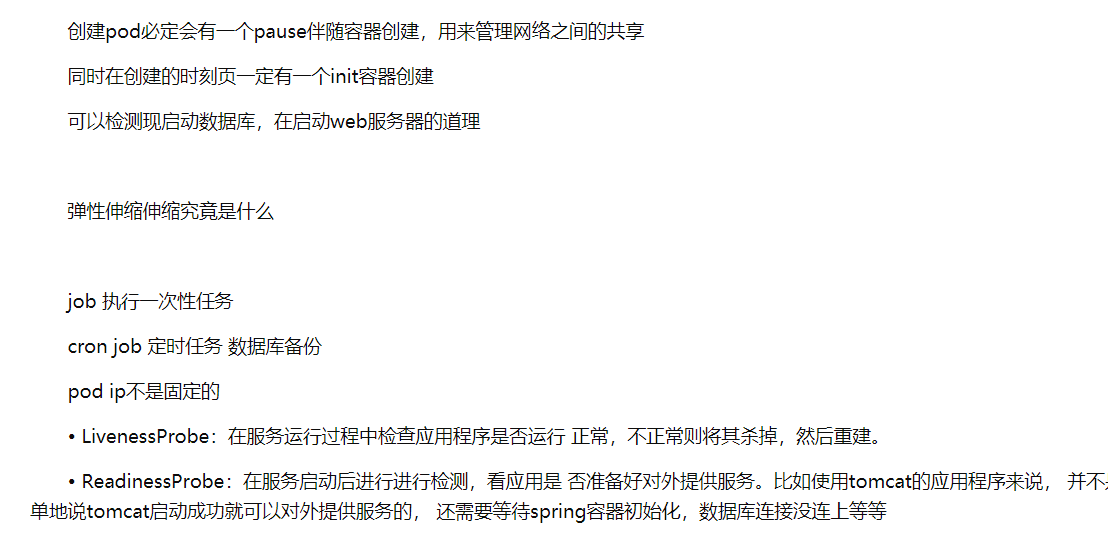 创建pod必定会有一个pause伴随容器创建，用来管理网络之间的共享
同时在创建的时刻页一定有一个init容器创建
可以检测现启动数据库，在启动web服务器的道理
弹性伸缩伸缩究竟是什么
job 执行一次性任务
cron job 定时任务 数据库备份
pod ip不是固定的
• LivenessProbe：在服务运行过程中检查应用程序是否运行 正常，不正常则将其杀掉，然后重建。
• ReadinessProbe：在服务启动后进行进行检测，看应用是 否准备好对外提供服务。比如使用tomcat的应用程序来说， 并不
单地说tomcat启动成功就可以对外提供服务的， 还需要等待spring容器初始化，数据库连接没连上等等